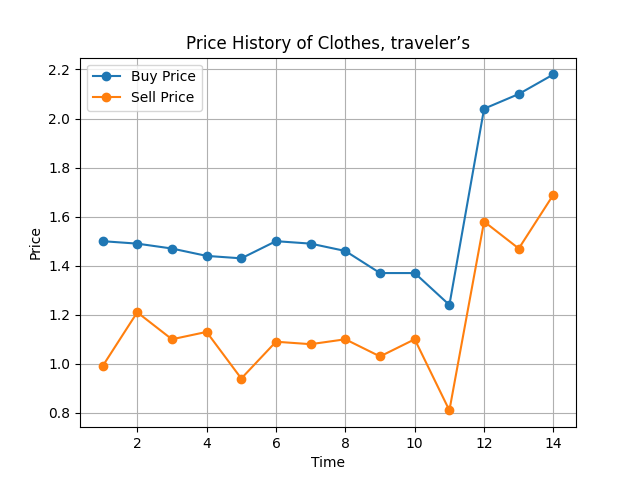 Price History of Clothes, traveler’s
Buy Price
Sell Price
2.2
2.0
1.8
1.6
1.4
1.2
1.0
0.8
Price
2 4 6 8 10 12 14
Time